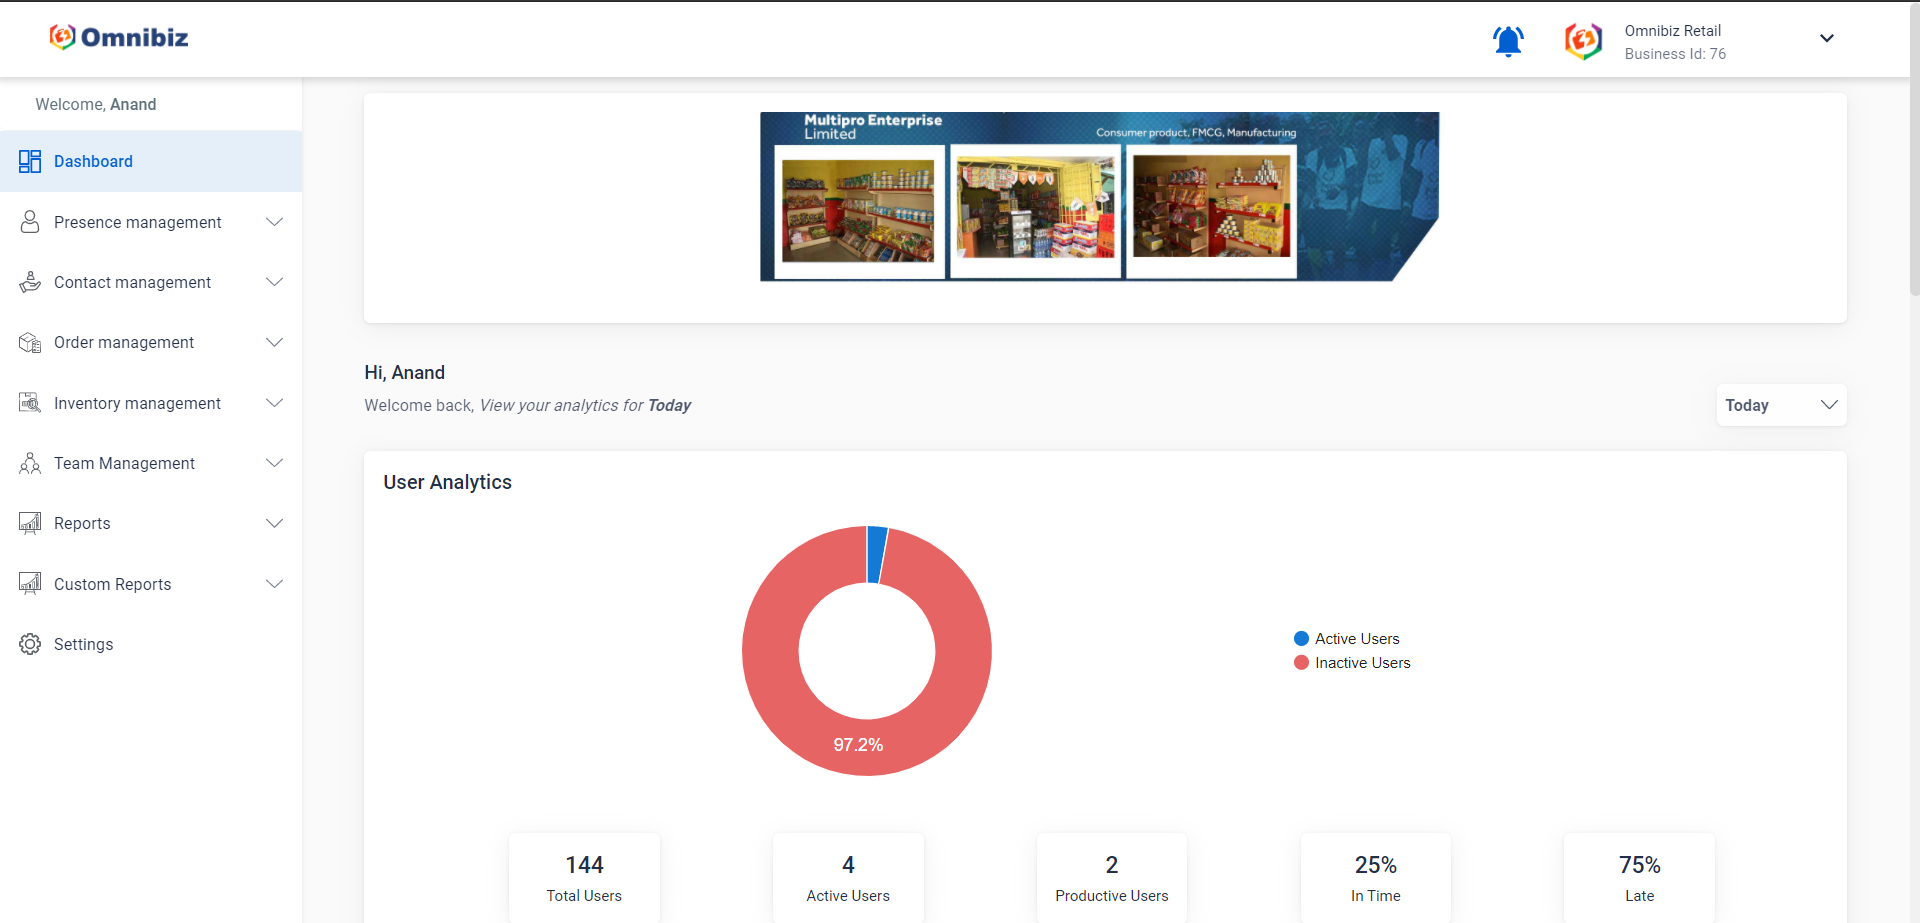 Omnibiz
Omnibiz Retail
Business Id: 76
Welcome, Anand
Dashboard
Presence management
Contact management
Order management
Inventory management
Team Management
Reports
Custom Reports
Settings
Multipro Enterprise
Limited
Consumer product, FMCG, Manufacturing
Hi, Anand
Welcome back, View your analytics for Today
Today
User Analytics
97.2%
Active Users
Inactive Users
144
Total Users
4
Active Users
2
Productive Users
25%
In Time
75%
Late